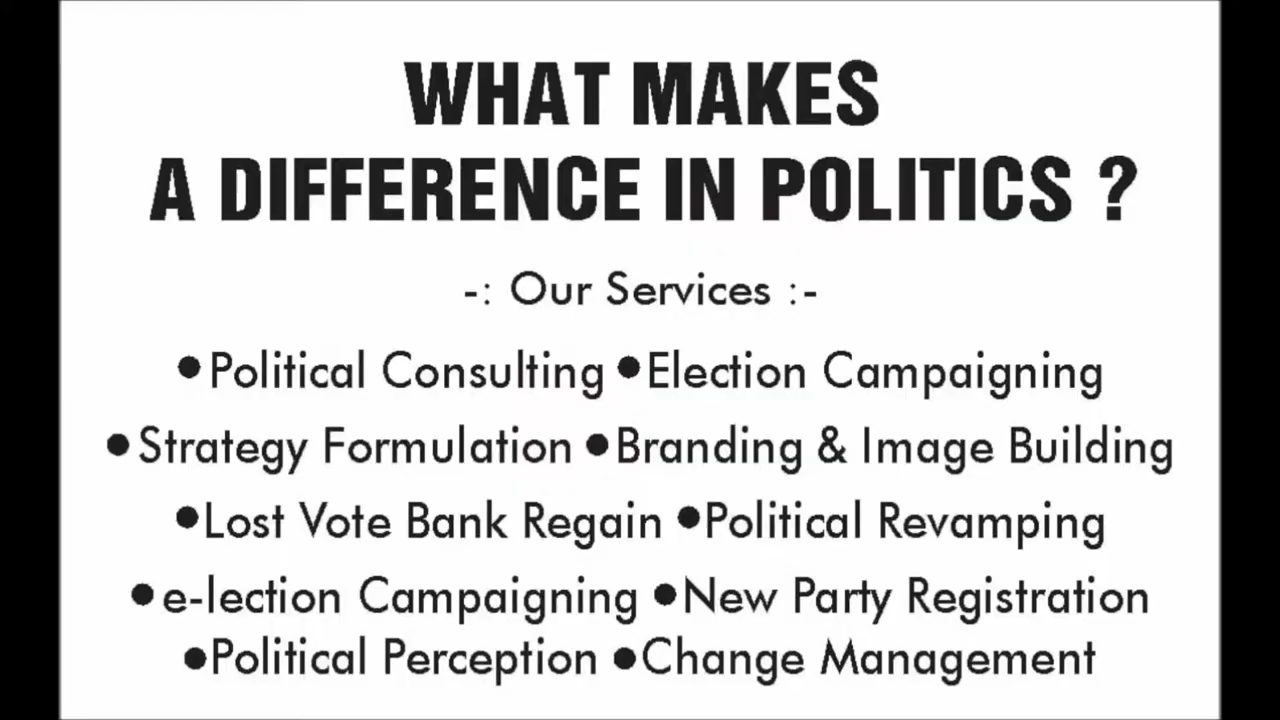 WHAT MAKES
A DIFFERENCE IN POLITICS ?
-: Our Services :-
•Political Consulting •Election Campaigning
•Strategy Formulation •Branding & Image Building
•Lost Vote Bank Regain •Political Revamping
•e-lection Campaigning •New Party Registration
•Political Perception •Change Management